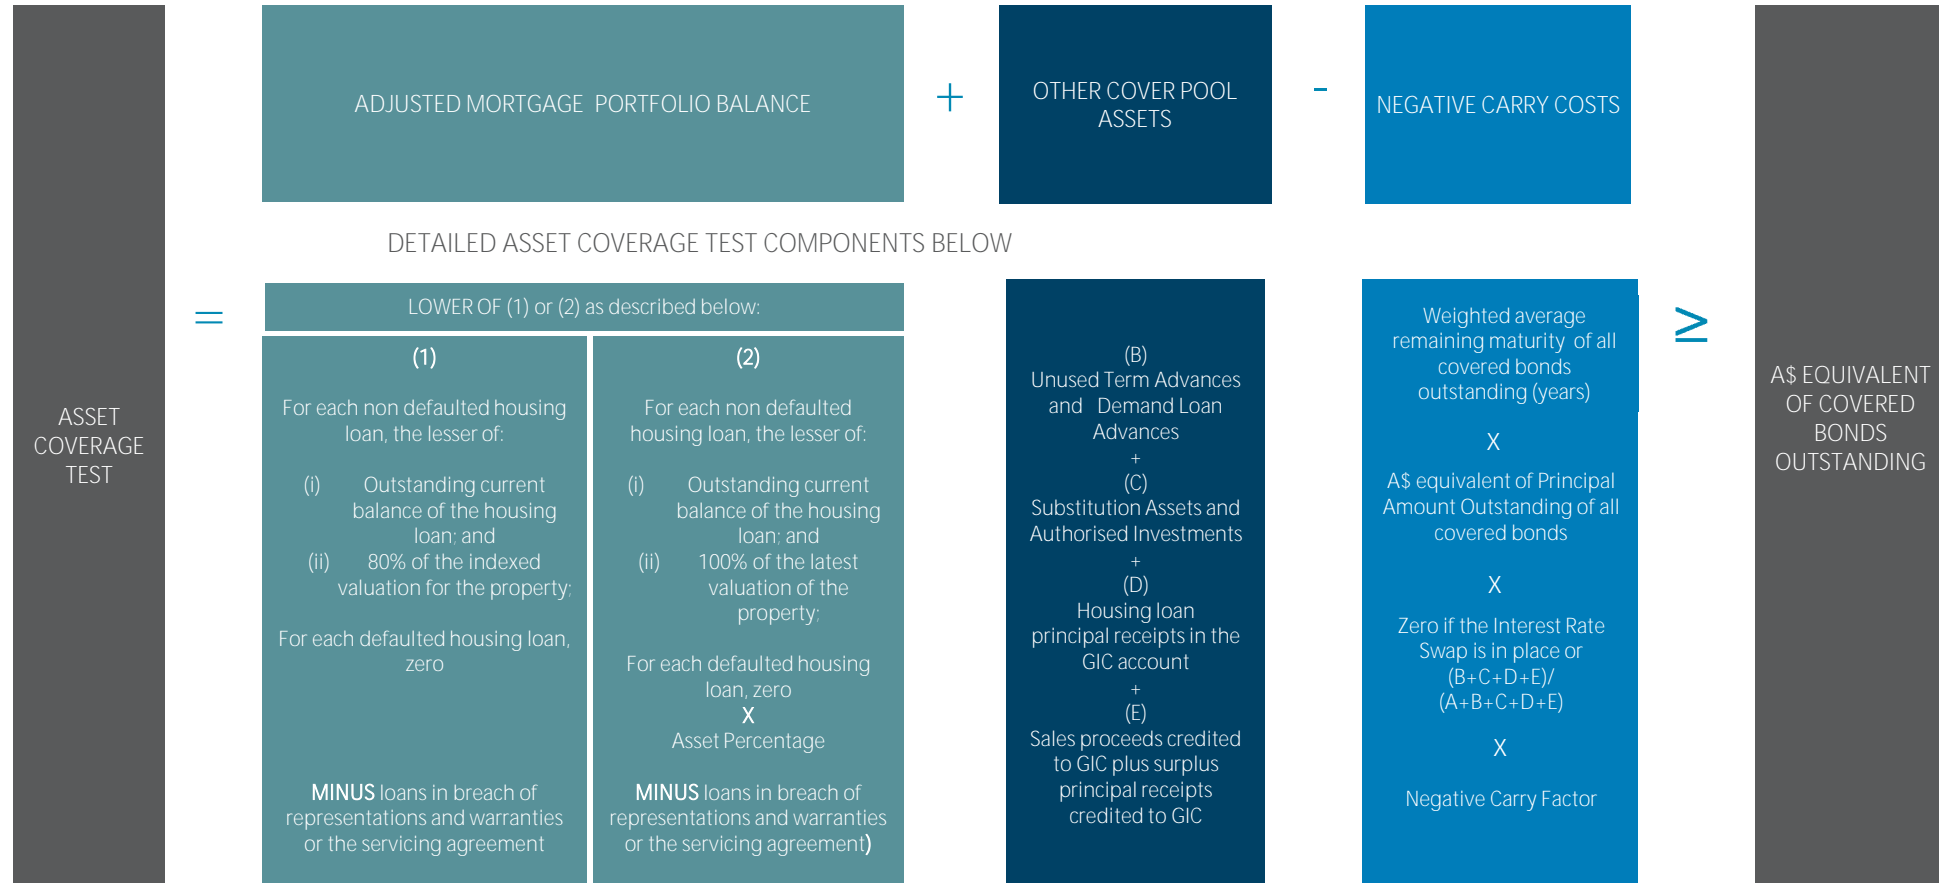 ASSET
COVERAGE
TEST
=
ADJUSTED MORTGAGE PORTFOLIO BALANCE
+
OTHER COVER POOL
ASSETS
-
NEGATIVE CARRY COSTS
DETAILED ASSET COVERAGE TEST COMPONENTS BELOW
LOWER OF (1) or (2) as described below:
(1)
For each non defaulted housing
loan, the lesser of:
(i) Outstanding current
balance of the housing
loan; and
(ii) 80% of the indexed
valuation for the property;
For each defaulted housing loan,
zero
MINUS loans in breach of
representations and warranties
or the servicing agreement
(2)
For each non defaulted
housing loan, the lesser of:
(i) Outstanding current
balance of the housing
loan; and
(ii) 100% of the latest
valuation of the
property;
For each defaulted housing
loan, zero
X
Asset Percentage
MINUS loans in breach of
representations and warranties
or the servicing agreement)
(B)
Unused Term Advances
and Demand Loan
Advances
+
(C)
Substitution Assets and
Authorised Investments
+
(D)
Housing loan
principal receipts in the
GIC account
+
(E)
Sales proceeds credited
to GIC plus surplus
principal receipts
credited to GIC
Weighted average
remaining maturity of all
covered bonds
outstanding (years)
X
A$ equivalent of Principal
Amount Outstanding of all
covered bonds
X
Zero if the Interest Rate
Swap is in place or
(B+C+D+E)/
(A+B+C+D+E)
X
Negative Carry Factor
≥
A$ EQUIVALENT
OF COVERED
BONDS
OUTSTANDING